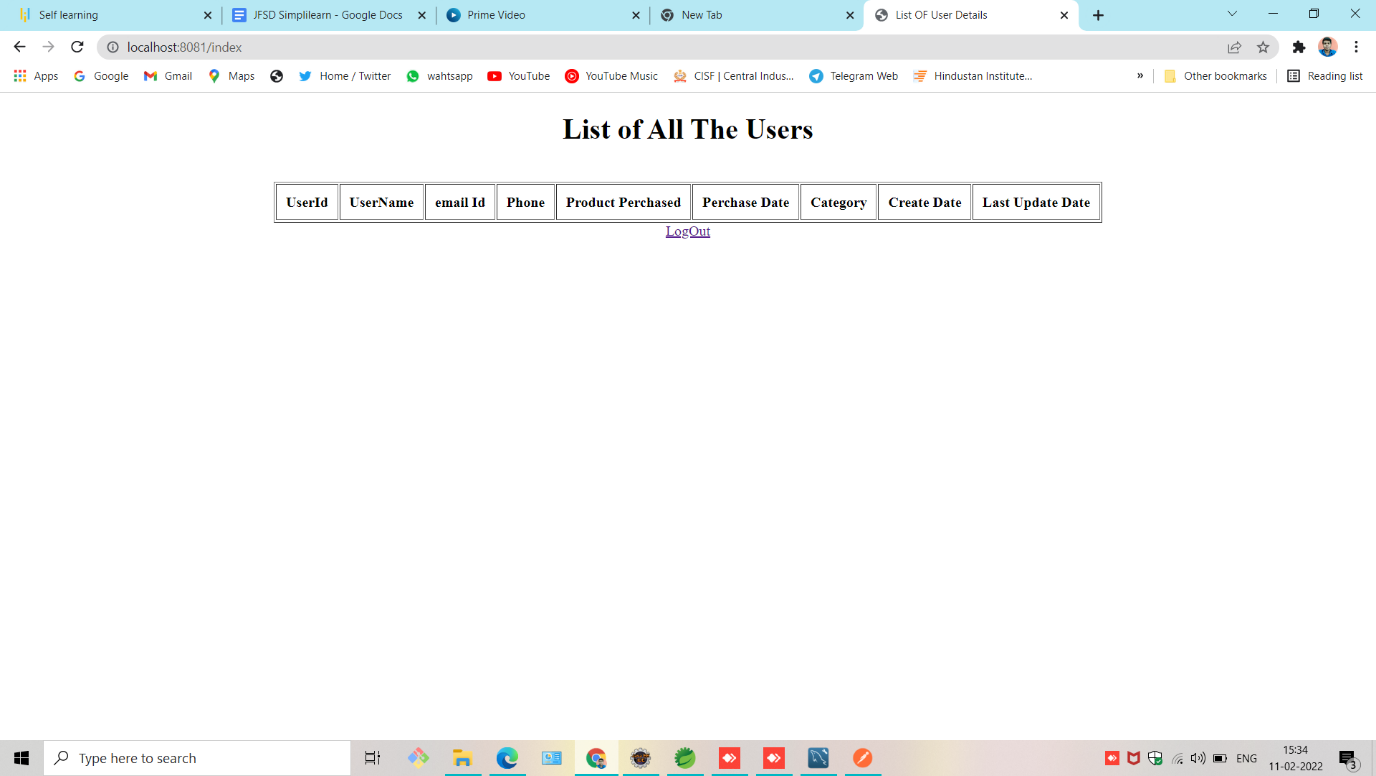 Self learning
JFSD Simplilearn - Google Docs
Prime Video
New Tab
List OF User Details
localhost:8081/index
Apps
Google
Gmail
Maps
Home / Twitter
wahtsapp
YouTube
YouTube Music
CISF | Central Indus...
Telegram Web
Hindustan Institute...
»
Other bookmarks
Reading list
List of All The Users
UserId UserName email Id Phone Product Perchased Perchase Date Category Create Date Last Update Date
LogOut
Type here to search
ENG
15:34
11-02-2022
3